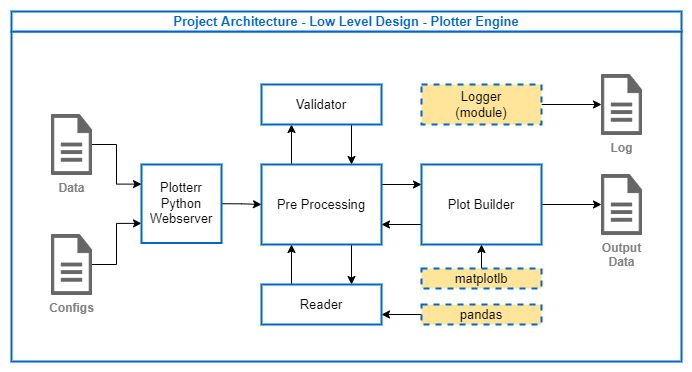 Project Architecture - Low Level Design - Plotter Engine
Validator
Logger
(module)
Log
Data
Plotterr
Python
Webserver
Pre Processing
Plot Builder
Output
Data
Configs
matplotlb
Reader
pandas